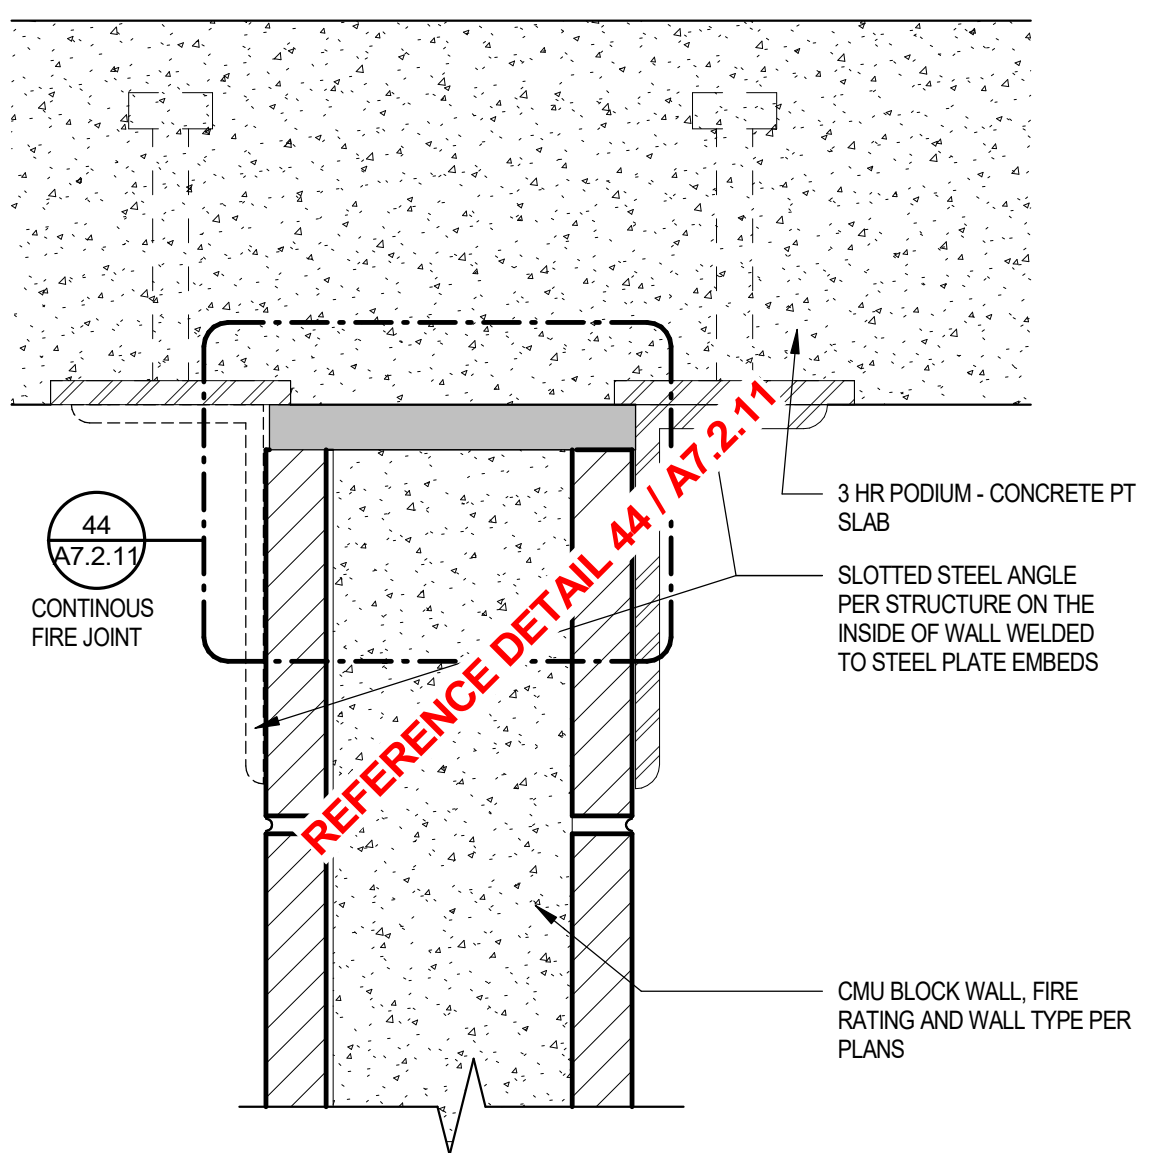 REFERENCE DETAIL 44 / A7.2.11
44
A7.2.11
CONTINOUS
FIRE JOINT
3 HR PODIUM - CONCRETE PT
SLAB
SLOTTED STEEL ANGLE
PER STRUCTURE ON THE
INSIDE OF WALL WELDED
TO STEEL PLATE EMBEDS
CMU BLOCK WALL, FIRE
RATING AND WALL TYPE PER
PLANS